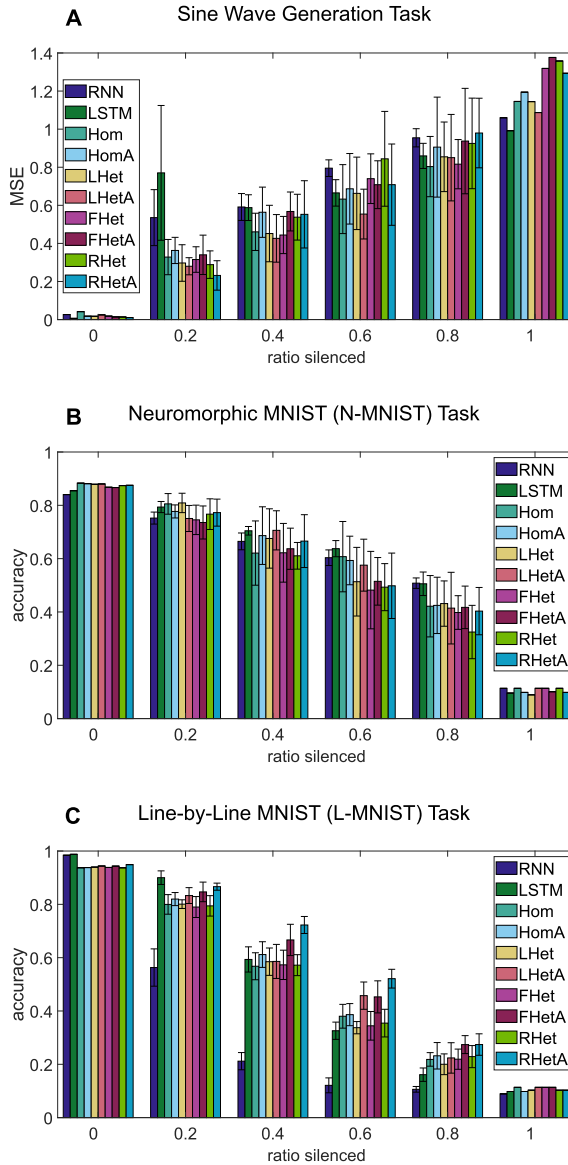 A
Sine Wave Generation Task
1.4
1.2
1
0.8
0.6
0.4
0.2
0
MSE
RNN
LSTM
Hom
HomA
LHet
LHetA
FHet
FHetA
RHet
RHetA
0 0.2 0.4 0.6 0.8 1
ratio silenced
B
Neuromorphic MNIST (N-MNIST) Task
1
0.8
0.6
0.4
0.2
0
accuracy
RNN
LSTM
Hom
HomA
LHet
LHetA
FHet
FHetA
RHet
RHetA
0 0.2 0.4 0.6 0.8 1
ratio silenced
C
Line-by-Line MNIST (L-MNIST) Task
1
0.8
0.6
0.4
0.2
0
accuracy
RNN
LSTM
Hom
HomA
LHet
LHetA
FHet
FHetA
RHet
RHetA
0 0.2 0.4 0.6 0.8 1
ratio silenced